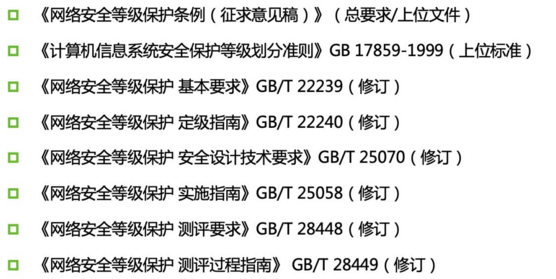 《网络安全等级保护条例（征求意见稿）》（总要求/上位文件）
《计算机信息系统安全保护等级划分准则》GB 17859-1999（上位标准）
《网络安全等级保护 基本要求》GB/T 22239（修订）
《网络安全等级保护 定级指南》GB/T 22240（修订）
《网络安全等级保护 安全设计技术要求》GB/T 25070（修订）
《网络安全等级保护 实施指南》GB/T 25058（修订）
《网络安全等级保护 测评要求》GB/T 28448（修订）
《网络安全等级保护 测评过程指南》 GB/T 28449（修订）